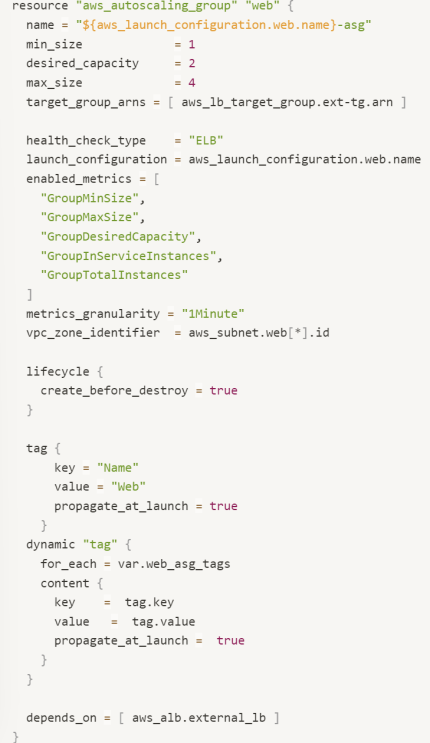 resource "aws_autoscaling_group" "web" {
  name = "${aws_launch_configuration.web.name}-asg"
  min_size             = 1
  desired_capacity     = 2
  max_size             = 4
  target_group_arns = [ aws_lb_target_group.ext-tg.arn ]

  health_check_type    = "ELB"
  launch_configuration = aws_launch_configuration.web.name
  enabled_metrics = [
    "GroupMinSize",
    "GroupMaxSize",
    "GroupDesiredCapacity",
    "GroupInServiceInstances",
    "GroupTotalInstances"
  ]
  metrics_granularity = "1Minute"
  vpc_zone_identifier  = aws_subnet.web[*].id

  lifecycle {
    create_before_destroy = true
  }

  tag {
      key = "Name"
      value = "Web"
      propagate_at_launch = true
    }
  dynamic "tag" {
    for_each = var.web_asg_tags
    content {
      key    =  tag.key
      value   =  tag.value
      propagate_at_launch =  true
    }
  }

  depends_on = [ aws_alb.external_lb ]
}